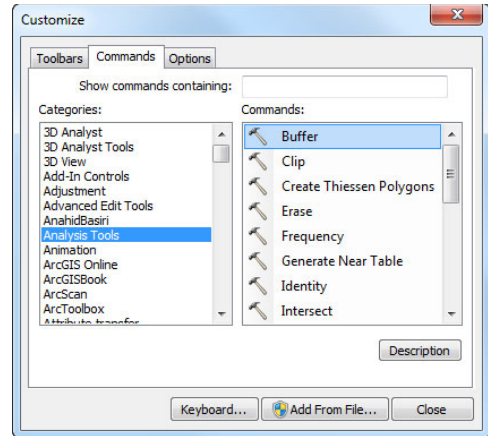 Customize
Toolbars Commands Options
Show commands containing:
Categories:
3D Analyst
3D Analyst Tools
3D View
Add-In Controls
Adjustment
Advanced Edit Tools
AnahidBasiri
Analysis Tools
Animation
ArcGIS Online
ArcGISBook
ArcScan
ArcToolbox
Attribute transfer
Commands:
Buffer
Clip
Create Thiessen Polygons
Erase
Frequency
Generate Near Table
Identity
Intersect
Description
Keyboard... Add From File... Close